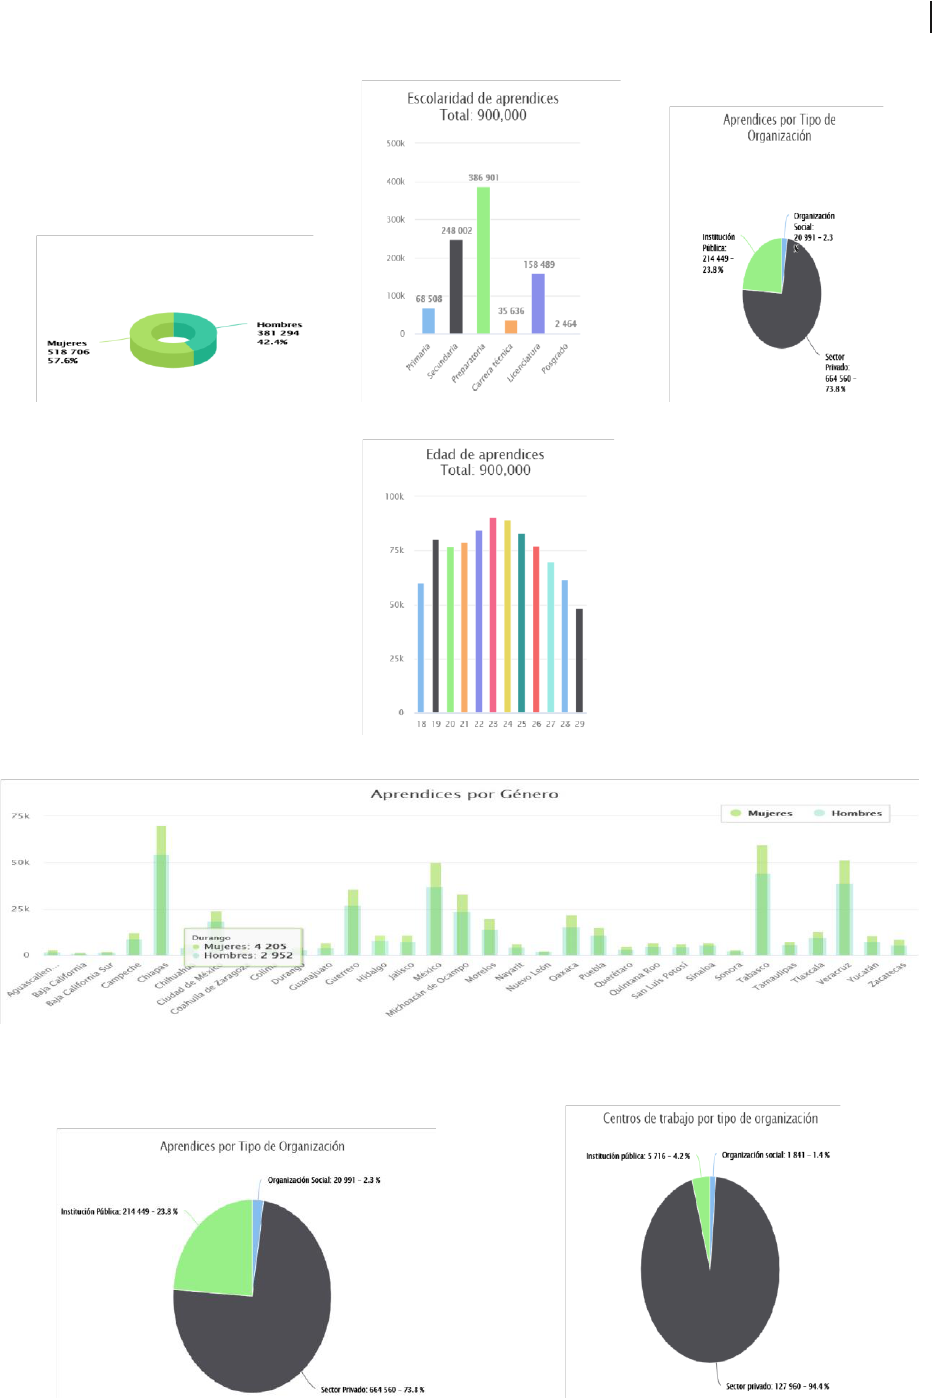 Escolaridad de aprendices
Total: 900,000
500k
400k
300k
200k
100k
0
68 508
248 002
386 901
35 636
158 489
2 464
Primaria
Secundaria
Preparatoria
Carrera técnica
Licenciatura
Posgrado
Aprendices por Tipo de
Organización
Organización
Social:
20 991 – 2.3
%
Institución
Pública:
214 449 –
23.8 %
Sector
Privado:
664 560 –
73.8 %
Mujeres
518 706
57.6%
Hombres
381 294
42.4%
Edad de aprendices
Total: 900,000
100k
75k
50k
25k
0
18 19 20 21 22 23 24 25 26 27 28 29
Aprendices por Género
Mujeres Hombres
75k
50k
25k
0
Durango
Mujeres: 4 205
Hombres: 2 952
Aguascalien...
Baja California
Baja California Sur
Campeche
Chiapas
Chihuahua
Ciudad de México
Coahuila de Zaragoza
Colima
Durango
Guanajuato
Guerrero
Hidalgo
Jalisco
México
Michoacán de Ocampo
Morelos
Nayarit
Nuevo León
Oaxaca
Puebla
Querétaro
Quintana Roo
San Luis Potosí
Sinaloa
Sonora
Tabasco
Tamaulipas
Tlaxcala
Veracruz
Yucatán
Zacatecas
Aprendices por Tipo de Organización
Organización Social: 20 991 – 2.3 %
Institución Pública: 214 449 – 23.8 %
Sector Privado: 664 560 – 73.8 %
Centros de trabajo por tipo de organización
Institución pública: 5 716 – 4.2 %
Organización social: 1 841 – 1.4 %
Sector privado: 127 960 – 94.4 %